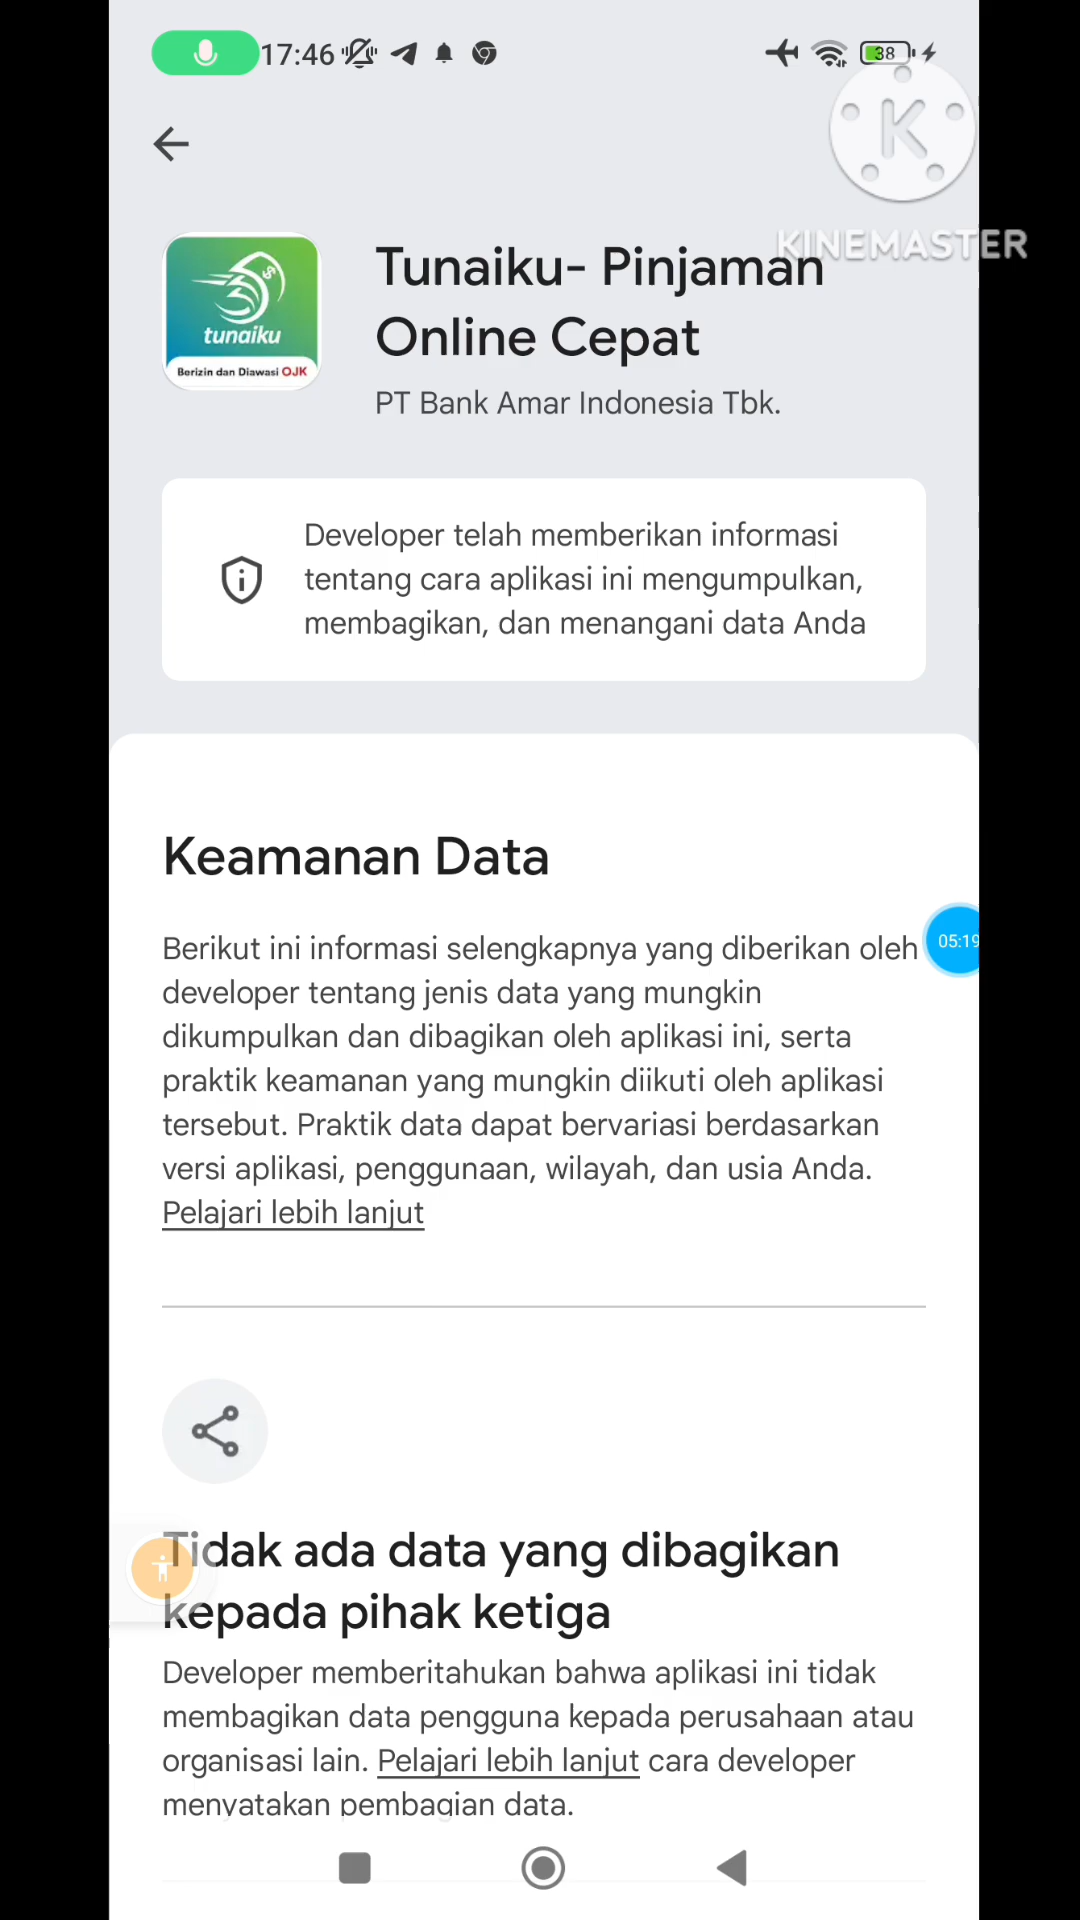 17:46
38
K
KINEMASTER
tunaiku
Berizin dan Diawasi OJK
Tunaiku- Pinjaman
Online Cepat
PT Bank Amar Indonesia Tbk.
Developer telah memberikan informasi
tentang cara aplikasi ini mengumpulkan,
membagikan, dan menangani data Anda
Keamanan Data
Berikut ini informasi selengkapnya yang diberikan oleh
05:19
developer tentang jenis data yang mungkin
dikumpulkan dan dibagikan oleh aplikasi ini, serta
praktik keamanan yang mungkin diikuti oleh aplikasi
tersebut. Praktik data dapat bervariasi berdasarkan
versi aplikasi, penggunaan, wilayah, dan usia Anda.
Pelajari lebih lanjut
Tidak ada data yang dibagikan
kepada pihak ketiga
Developer memberitahukan bahwa aplikasi ini tidak
membagikan data pengguna kepada perusahaan atau
organisasi lain. Pelajari lebih lanjut cara developer
menyatakan pembagian data.